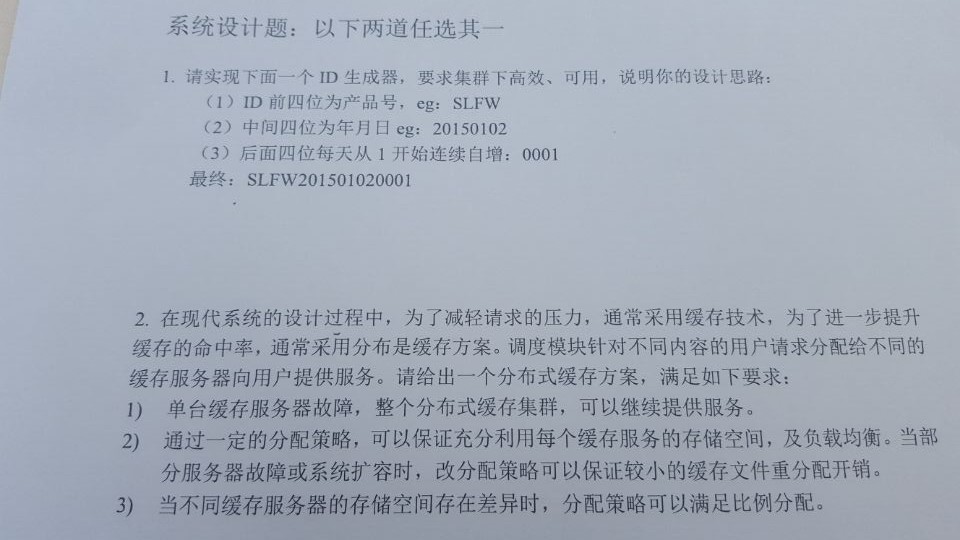 系统设计题：以下两道任选其一
1. 请实现下面一个 ID 生成器，要求集群下高效、可用，说明你的设计思路：
（1）ID 前四位为产品号，eg：SLFW
（2）中间四位为年月日 eg：20150102
（3）后面四位每天从 1 开始连续自增：0001
最终：SLFW201501020001
2. 在现代系统的设计过程中，为了减轻请求的压力，通常采用缓存技术，为了进一步提升
缓存的命中率，通常采用分布是缓存方案。调度模块针对不同内容的用户请求分配给不同的
缓存服务器向用户提供服务。请给出一个分布式缓存方案，满足如下要求：
1) 单台缓存服务器故障，整个分布式缓存集群，可以继续提供服务。
2) 通过一定的分配策略，可以保证充分利用每个缓存服务的存储空间，及负载均衡。当部
分服务器故障或系统扩容时，改分配策略可以保证较小的缓存文件重分配开销。
3) 当不同缓存服务器的存储空间存在差异时，分配策略可以满足比例分配。